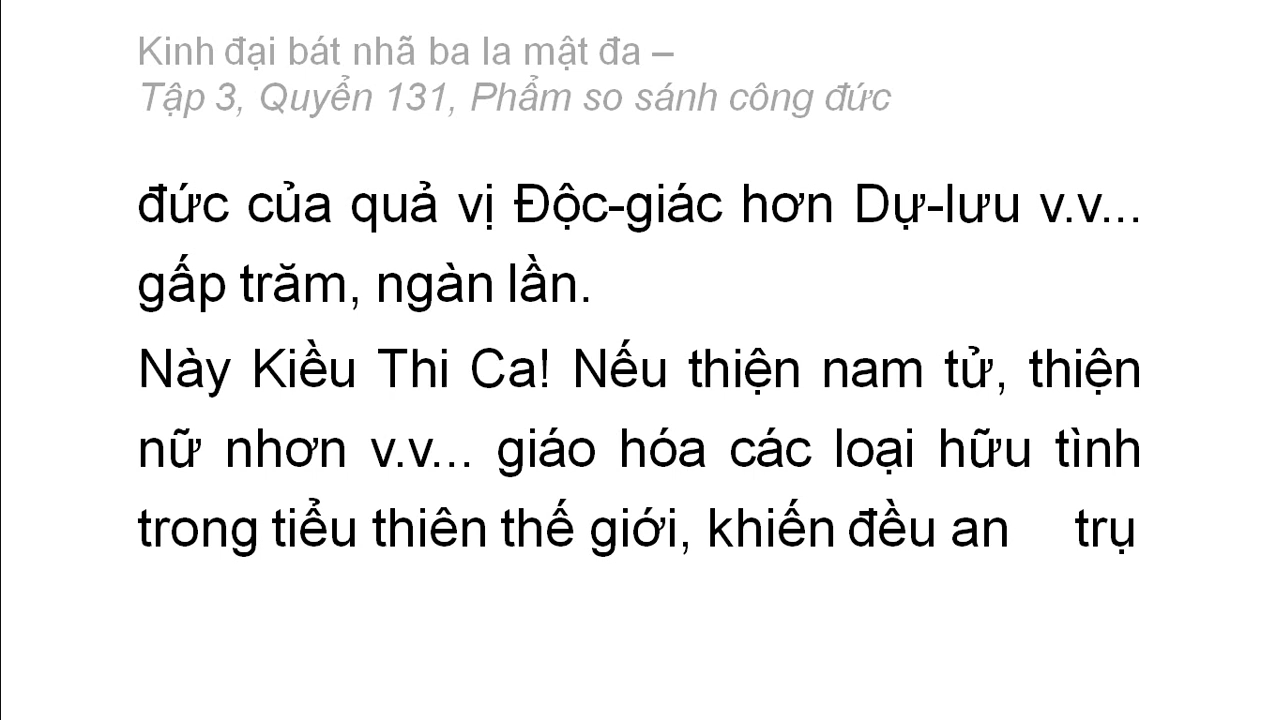 Kinh đại bát nhã ba la mật đa –
Tập 3, Quyển 131, Phẩm so sánh công đức
đức của quả vị Độc-giác hơn Dự-lưu v.v...
gấp trăm, ngàn lần.
Này Kiều Thi Ca! Nếu thiện nam tử, thiện
nữ nhơn v.v... giáo hóa các loại hữu tình
trong tiểu thiên thế giới, khiến đều an trụ